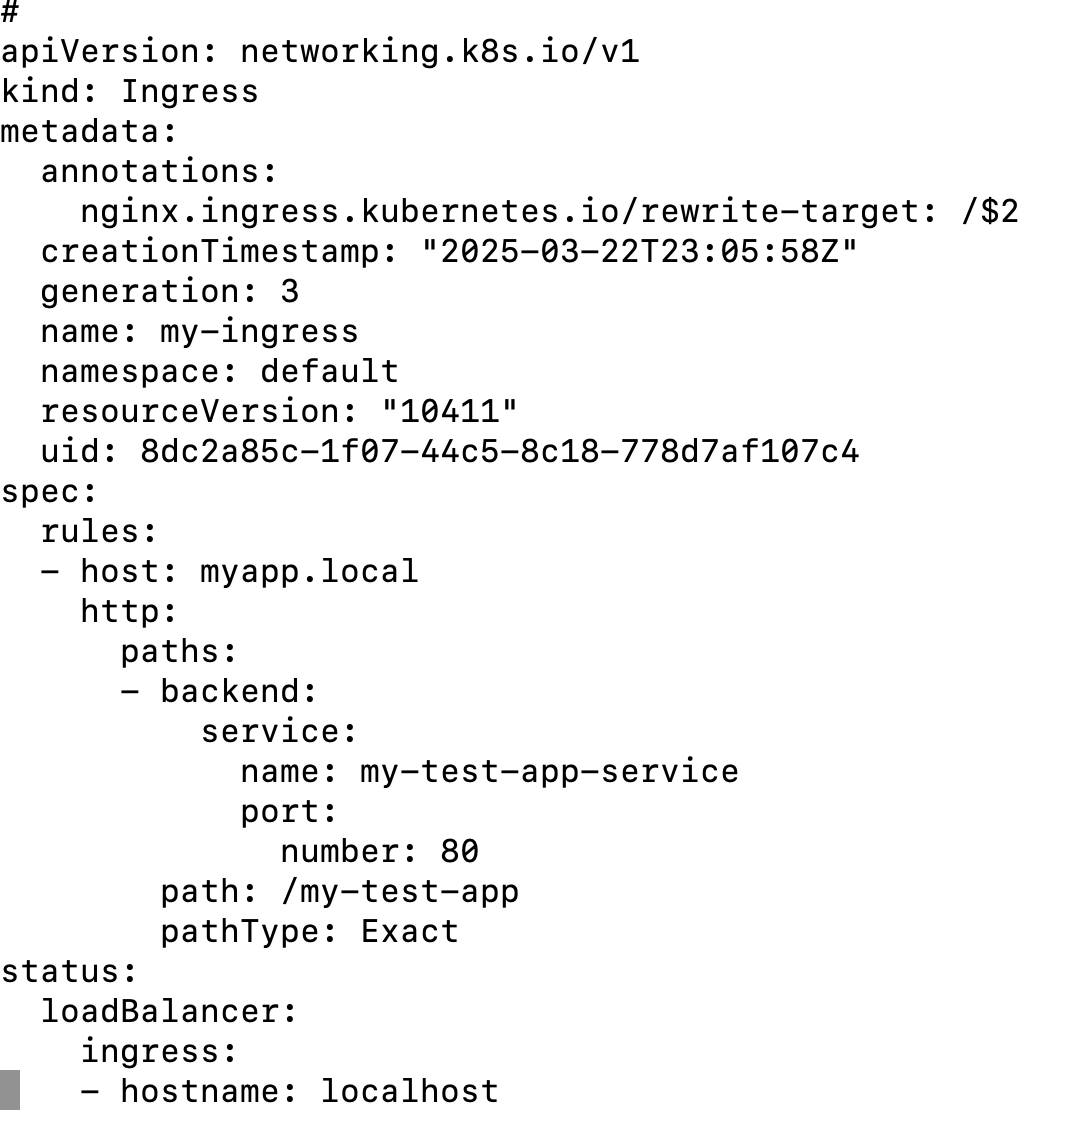 #
apiVersion: networking.k8s.io/v1
kind: Ingress
metadata:
  annotations:
    nginx.ingress.kubernetes.io/rewrite-target: /$2
  creationTimestamp: "2025-03-22T23:05:58Z"
  generation: 3
  name: my-ingress
  namespace: default
  resourceVersion: "10411"
  uid: 8dc2a85c-1f07-44c5-8c18-778d7af107c4
spec:
  rules:
  - host: myapp.local
    http:
      paths:
      - backend:
          service:
            name: my-test-app-service
            port:
              number: 80
        path: /my-test-app
        pathType: Exact
status:
  loadBalancer:
    ingress:
    - hostname: localhost